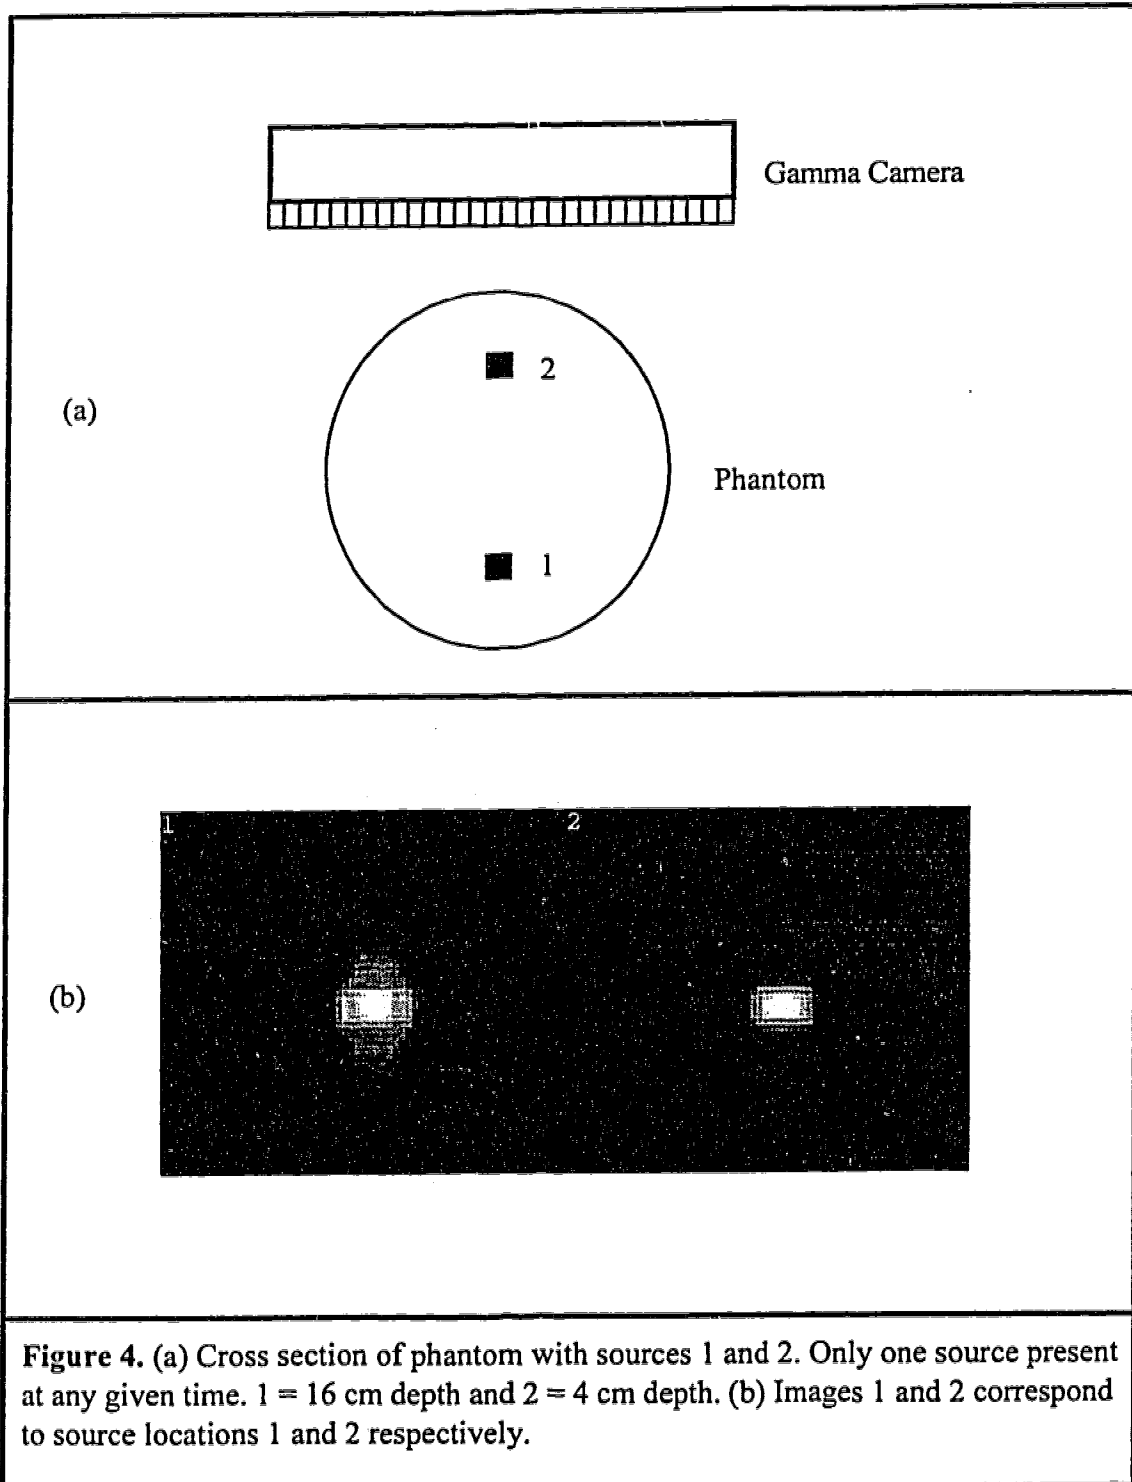 Gamma Camera
2
(a)
Phantom
1
1
2
(b)
Figure 4. (a) Cross section of phantom with sources 1 and 2. Only one source present
at any given time. 1 = 16 cm depth and 2 = 4 cm depth. (b) Images 1 and 2 correspond
to source locations 1 and 2 respectively.